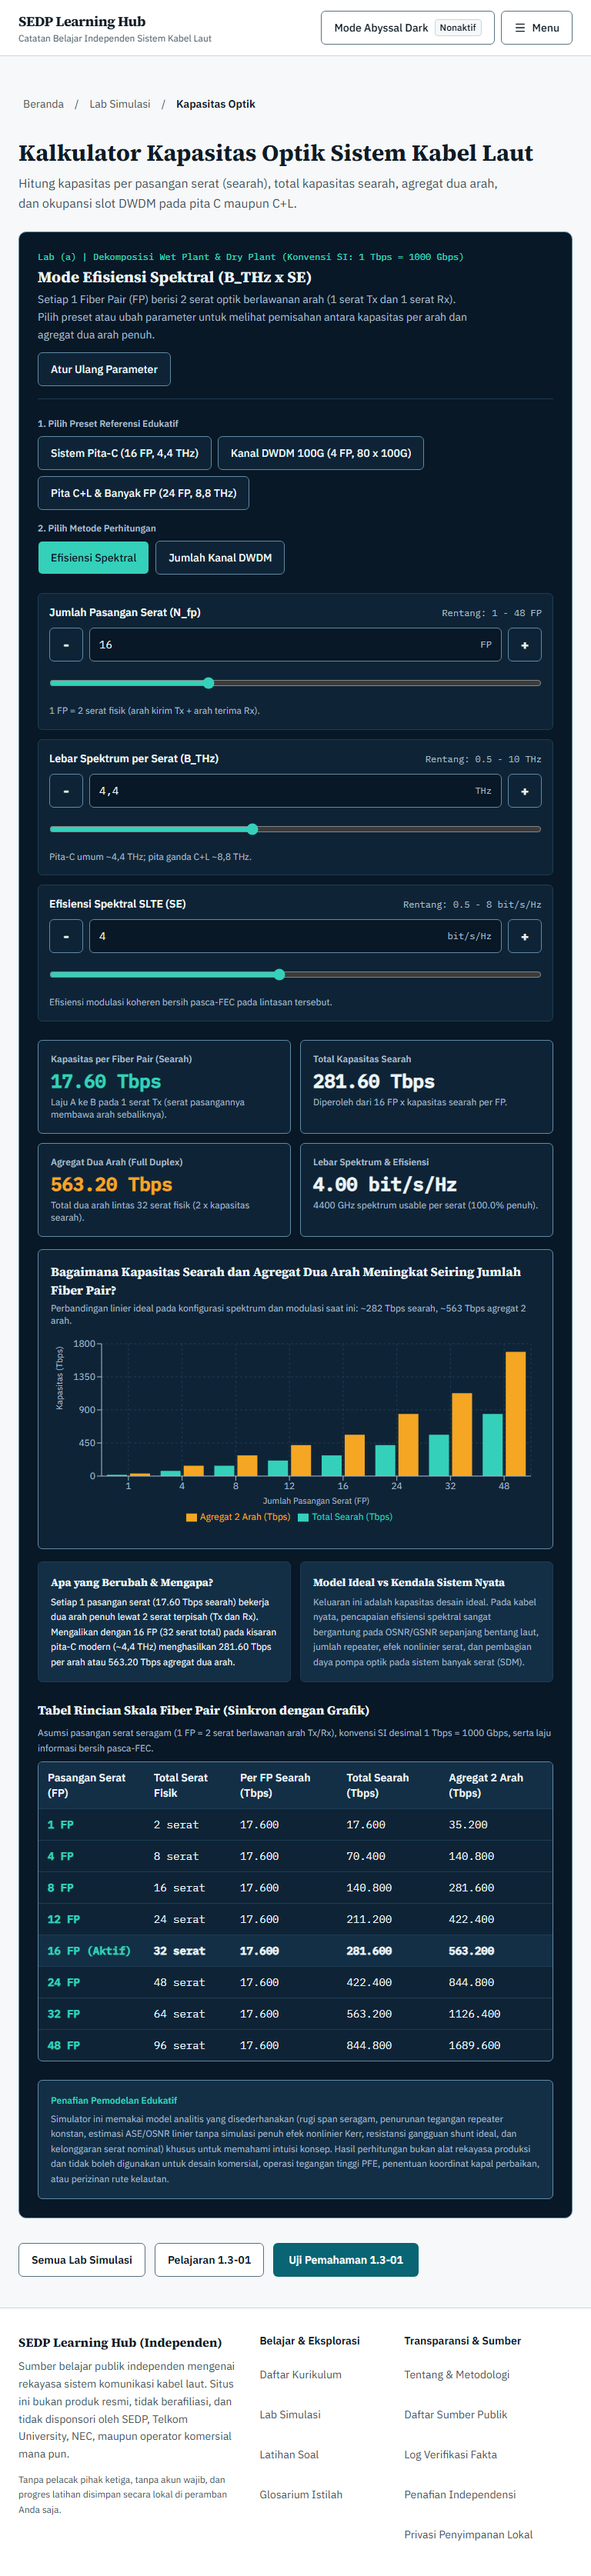 SEDP Learning Hub
Catatan Belajar Independen Sistem Kabel Laut
Mode Abyssal Dark Nonaktif
☰ Menu
Beranda / Lab Simulasi / Kapasitas Optik
Kalkulator Kapasitas Optik Sistem Kabel Laut
Hitung kapasitas per pasangan serat (searah), total kapasitas searah, agregat dua arah,
dan okupansi slot DWDM pada pita C maupun C+L.
Lab (a) | Dekomposisi Wet Plant & Dry Plant (Konvensi SI: 1 Tbps = 1000 Gbps)
Mode Efisiensi Spektral (B_THz x SE)
Setiap 1 Fiber Pair (FP) berisi 2 serat optik berlawanan arah (1 serat Tx dan 1 serat Rx).
Pilih preset atau ubah parameter untuk melihat pemisahan antara kapasitas per arah dan
agregat dua arah penuh.
Atur Ulang Parameter
1. Pilih Preset Referensi Edukatif
Sistem Pita-C (16 FP, 4,4 THz)
Kanal DWDM 100G (4 FP, 80 x 100G)
Pita C+L & Banyak FP (24 FP, 8,8 THz)
2. Pilih Metode Perhitungan
Efisiensi Spektral
Jumlah Kanal DWDM
Jumlah Pasangan Serat (N_fp)
Rentang: 1 - 48 FP
- 16 FP +
1 FP = 2 serat fisik (arah kirim Tx + arah terima Rx).
Lebar Spektrum per Serat (B_THz)
Rentang: 0.5 - 10 THz
- 4,4 THz +
Pita-C umum ~4,4 THz; pita ganda C+L ~8,8 THz.
Efisiensi Spektral SLTE (SE)
Rentang: 0.5 - 8 bit/s/Hz
- 4 bit/s/Hz +
Efisiensi modulasi koheren bersih pasca-FEC pada lintasan tersebut.
Kapasitas per Fiber Pair (Searah)
17.60 Tbps
Laju A ke B pada 1 serat Tx (serat pasangannya
membawa arah sebaliknya).
Total Kapasitas Searah
281.60 Tbps
Diperoleh dari 16 FP x kapasitas searah per FP.
Agregat Dua Arah (Full Duplex)
563.20 Tbps
Total dua arah lintas 32 serat fisik (2 x kapasitas
searah).
Lebar Spektrum & Efisiensi
4.00 bit/s/Hz
4400 GHz spektrum usable per serat (100.0% penuh).
Bagaimana Kapasitas Searah dan Agregat Dua Arah Meningkat Seiring Jumlah
Fiber Pair?
Perbandingan linier ideal pada konfigurasi spektrum dan modulasi saat ini: ~282 Tbps searah, ~563 Tbps agregat 2
arah.
Kapasitas (Tbps)
1800
1350
900
450
0
1 4 8 12 16 24 32 48
Jumlah Pasangan Serat (FP)
Agregat 2 Arah (Tbps) Total Searah (Tbps)
Apa yang Berubah & Mengapa?
Setiap 1 pasang serat (17.60 Tbps searah) bekerja
dua arah penuh lewat 2 serat terpisah (Tx dan Rx).
Mengalikan dengan 16 FP (32 serat total) pada kisaran
pita-C modern (~4,4 THz) menghasilkan 281.60 Tbps
per arah atau 563.20 Tbps agregat dua arah.
Model Ideal vs Kendala Sistem Nyata
Keluaran ini adalah kapasitas desain ideal. Pada kabel
nyata, pencapaian efisiensi spektral sangat
bergantung pada OSNR/GSNR sepanjang bentang laut,
jumlah repeater, efek nonlinier serat, dan pembagian
daya pompa optik pada sistem banyak serat (SDM).
Tabel Rincian Skala Fiber Pair (Sinkron dengan Grafik)
Asumsi pasangan serat seragam (1 FP = 2 serat berlawanan arah Tx/Rx), konvensi SI desimal 1 Tbps = 1000 Gbps, serta laju
informasi bersih pasca-FEC.
Pasangan Serat (FP) Total Serat Fisik Per FP Searah (Tbps) Total Searah (Tbps) Agregat 2 Arah (Tbps)
1 FP 2 serat 17.600 17.600 35.200
4 FP 8 serat 17.600 70.400 140.800
8 FP 16 serat 17.600 140.800 281.600
12 FP 24 serat 17.600 211.200 422.400
16 FP (Aktif) 32 serat 17.600 281.600 563.200
24 FP 48 serat 17.600 422.400 844.800
32 FP 64 serat 17.600 563.200 1126.400
48 FP 96 serat 17.600 844.800 1689.600
Penafian Pemodelan Edukatif
Simulator ini memakai model analitis yang disederhanakan (rugi span seragam, penurunan tegangan repeater
konstan, estimasi ASE/OSNR linier tanpa simulasi penuh efek nonlinier Kerr, resistansi gangguan shunt ideal, dan
kelonggaran serat nominal) khusus untuk memahami intuisi konsep. Hasil perhitungan bukan alat rekayasa produksi
dan tidak boleh digunakan untuk desain komersial, operasi tegangan tinggi PFE, penentuan koordinat kapal perbaikan,
atau perizinan rute kelautan.
Semua Lab Simulasi
Pelajaran 1.3-01
Uji Pemahaman 1.3-01
SEDP Learning Hub (Independen)
Sumber belajar publik independen mengenai
rekayasa sistem komunikasi kabel laut. Situs
ini bukan produk resmi, tidak berafiliasi, dan
tidak disponsori oleh SEDP, Telkom
University, NEC, maupun operator komersial
mana pun.
Tanpa pelacak pihak ketiga, tanpa akun wajib, dan
progres latihan disimpan secara lokal di peramban
Anda saja.
Belajar & Eksplorasi
Daftar Kurikulum
Lab Simulasi
Latihan Soal
Glosarium Istilah
Transparansi & Sumber
Tentang & Metodologi
Daftar Sumber Publik
Log Verifikasi Fakta
Penafian Independensi
Privasi Penyimpanan Lokal